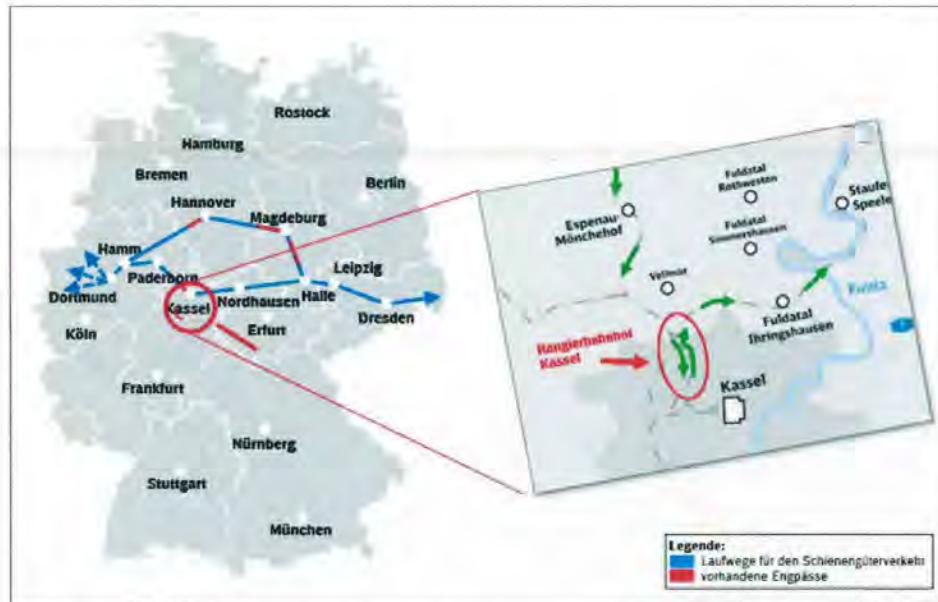 Rostock
Hamburg
Bremen
Berlin
Hannover
Magdeburg
Hamm
Paderborn
Leipzig
Dortmund
Kassel
Nordhausen
Halle
Dresden
Köln
Erfurt
Frankfurt
Nürnberg
Stuttgart
München
Fuldatal
Rothwesten
Espenau
Mönchehof
Fuldatal
Simmershausen
Vellmar
Speele
Fulda
Fuldatal
Ihringshausen
Rangierbahnhof
Kassel
Kassel
Legende:
Laufwege für den Schienengüterverkehr
vorhandene Engpässe